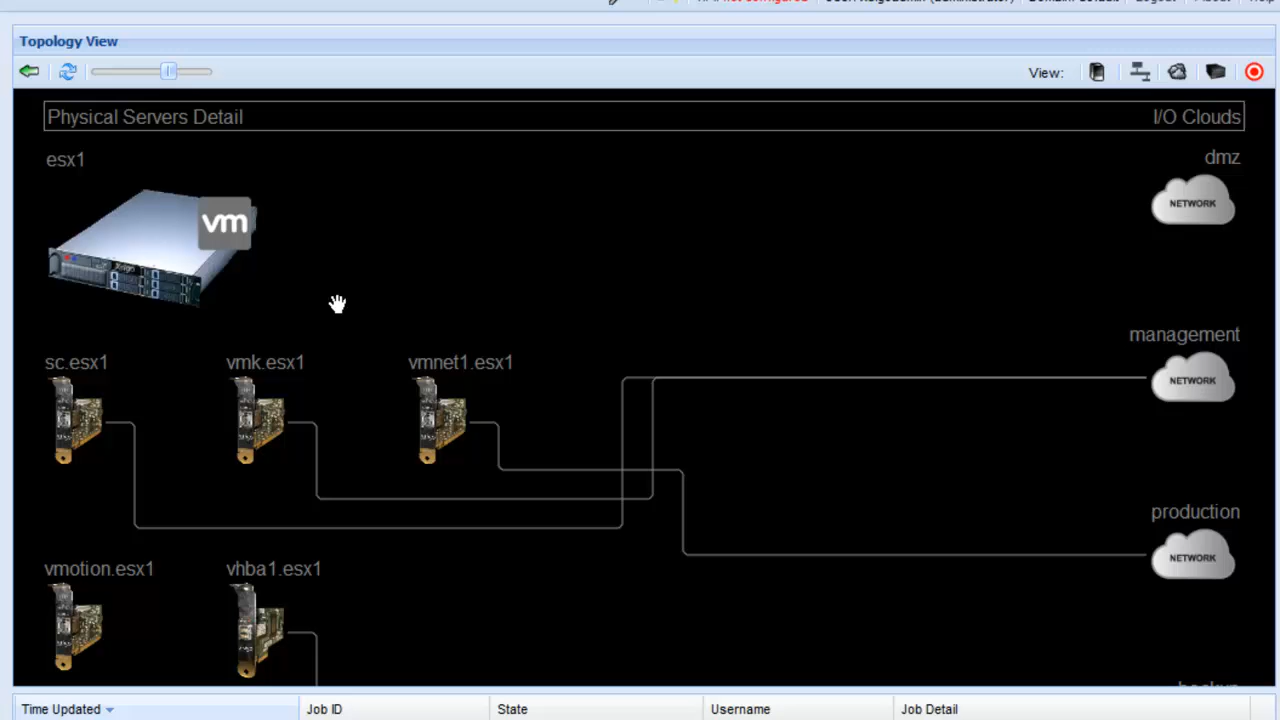 Topology View
View:
Physical Servers Detail
I/O Clouds
esx1
dmz
vm
NETWORK
management
sc.esx1
vmk.esx1
vmnet1.esx1
NETWORK
production
NETWORK
vmotion.esx1
vhba1.esx1
Time Updated
Job ID
State
Username
Job Detail